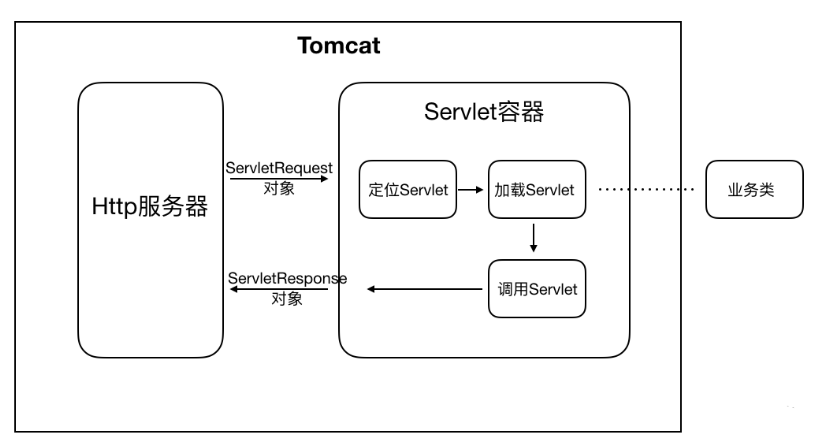 Tomcat
Servlet容器
Http服务器
ServletRequest
对象
定位Servlet
加载Servlet
业务类
ServletResponse
对象
调用Servlet